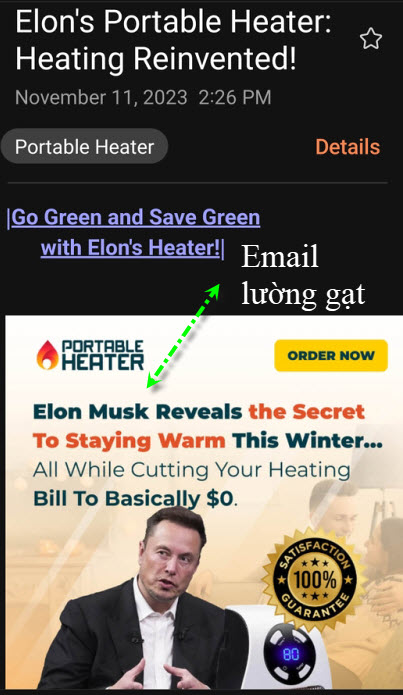 Elon's Portable Heater:
Heating Reinvented!
November 11, 2023  2:26 PM
Portable Heater
Details
|Go Green and Save Green
with Elon's Heater!|
Email
lường gạt
PORTABLE
HEATER
ORDER NOW
Elon Musk Reveals the Secret
To Staying Warm This Winter...
All While Cutting Your Heating
Bill To Basically $0.
SATISFACTION
100%
GUARANTEE
80